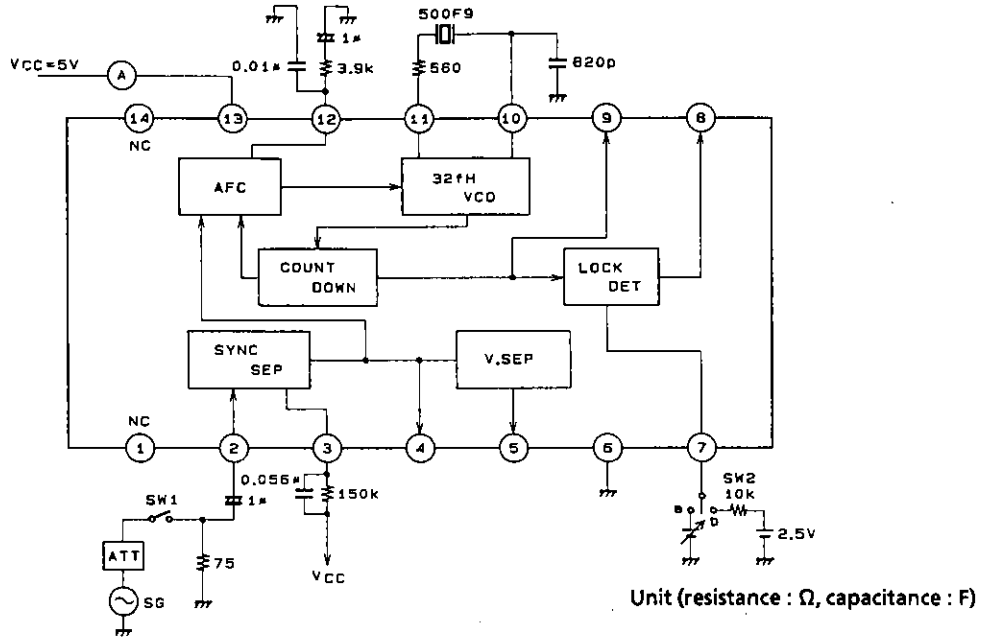 500F9
1μ
0.01μ
3.9k
560
820p
VCC=5V
A
14
13
12
11
10
9
8
NC
AFC
32fH
VCO
COUNT
DOWN
LOCK
DET
SYNC
SEP
V.SEP
NC
1
2
3
4
5
6
7
SW1
1μ
0.056μ
150k
SW2
10k
a
b
2.5V
ATT
75
VCC
SG
Unit (resistance : Ω, capacitance : F)